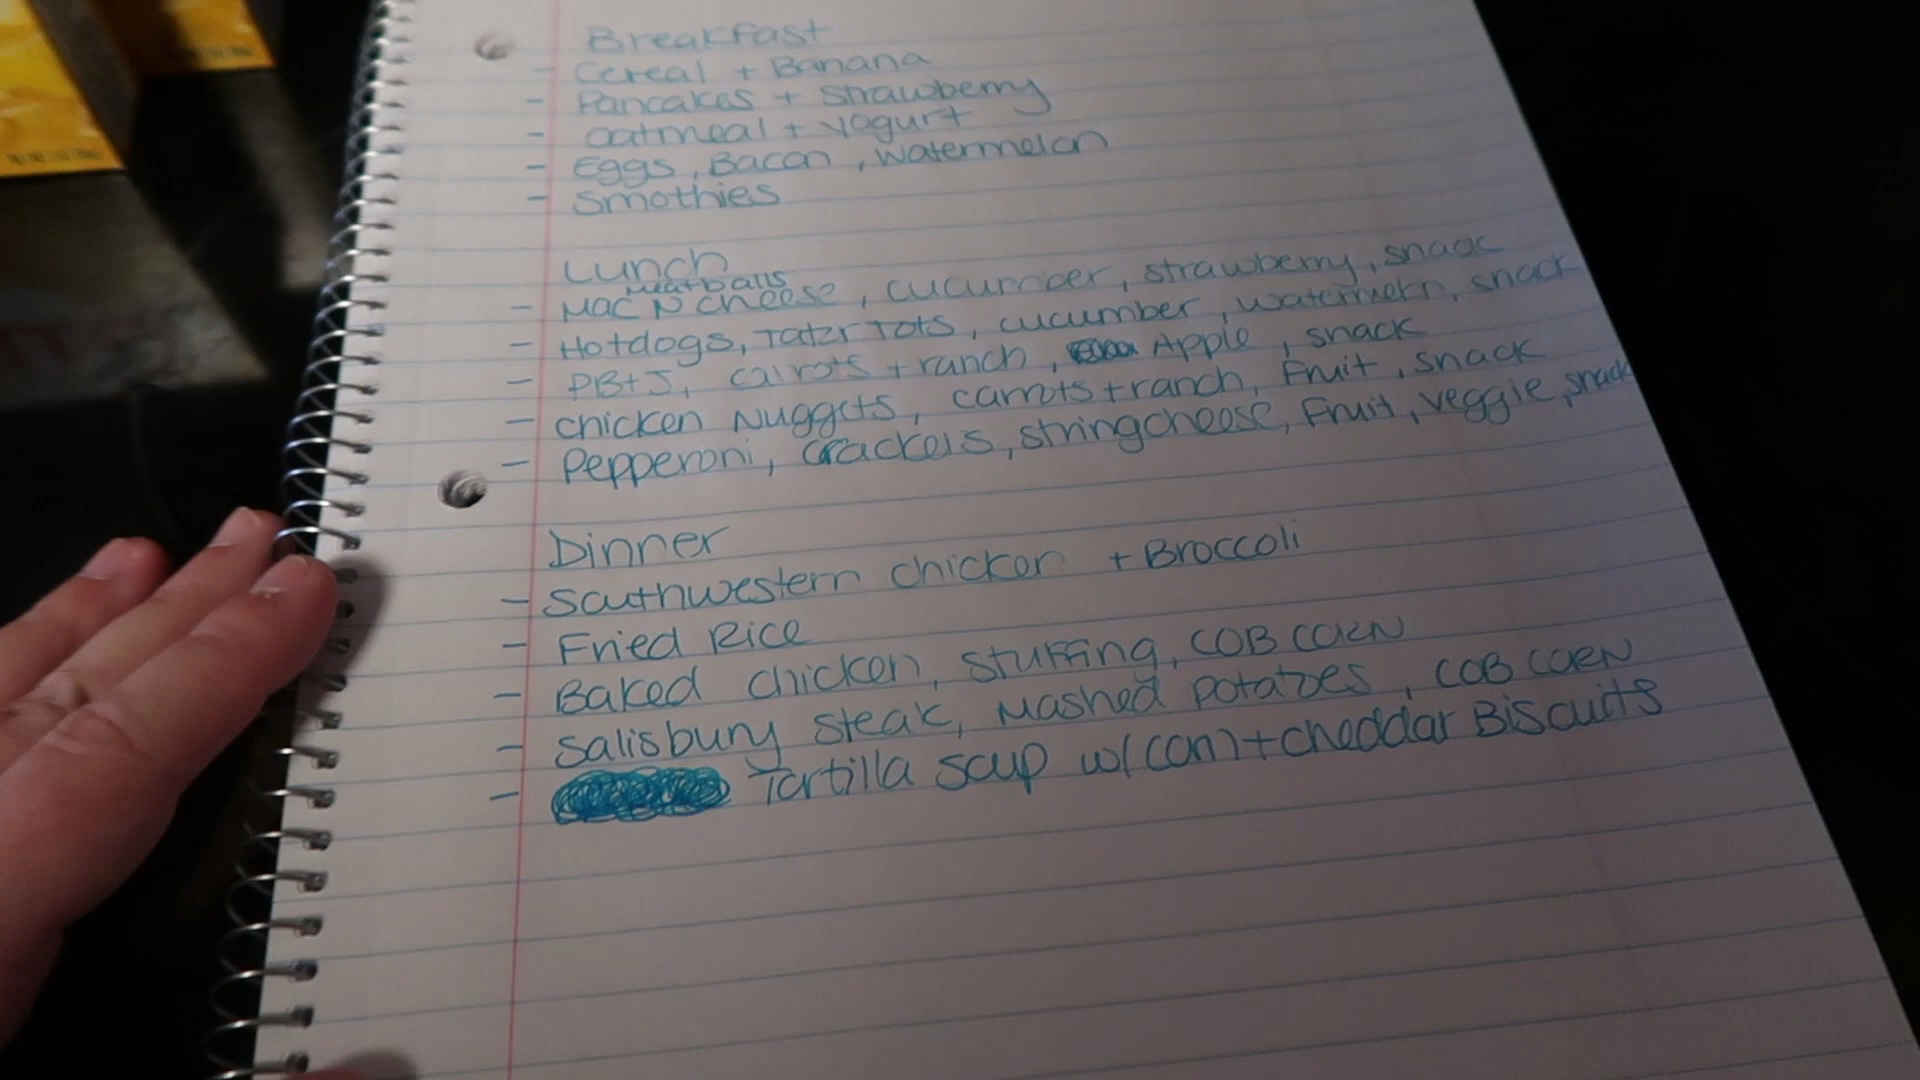 Breakfast
- Cereal + Banana
- Pancakes + Strawberry
- oatmeal + yogurt
- Eggs, Bacon, Watermelon
- Smothies
Lunch
meatballs
- Mac N Cheese, cucumber, strawberry, snack
- Hotdogs, Tater Tots, cucumber, watermeln, snack
- PB+J, carrots + ranch, Apple, snack
- chicken Nuggets, carrots + ranch, Fruit, snack
- Pepperoni, crackers, stringcheese, Fruit, veggie, snack
Dinner
- Southwestern chicken + Broccoli
- Fried Rice
- Baked chicken, stuffing, COB CORN
- Salisbury steak, Mashed potatoes, COB CORN
- Tortilla soup w/ (can) + cheddar Biscuits